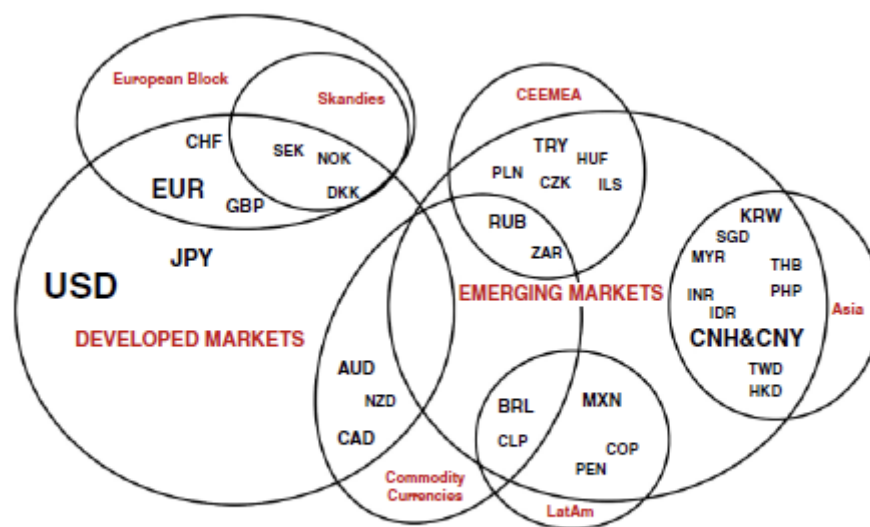 European Block
Skandies
CHF
SEK
NOK
EUR
DKK
GBP
JPY
USD
DEVELOPED MARKETS
AUD
NZD
CAD
Commodity
Currencies
CEEMEA
TRY
HUF
PLN
CZK
ILS
RUB
ZAR
EMERGING MARKETS
BRL
MXN
CLP
COP
PEN
LatAm
KRW
SGD
MYR
THB
INR
PHP
IDR
Asia
CNH&CNY
TWD
HKD